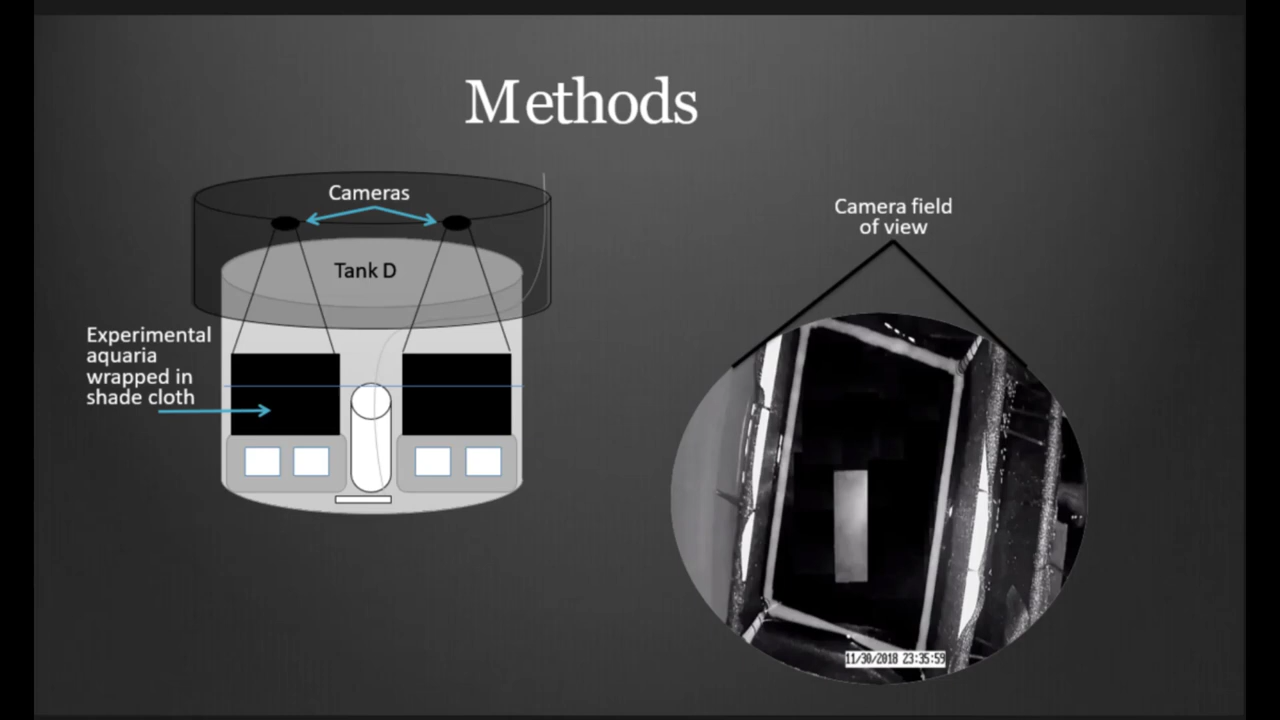 Methods
Cameras
Tank D
Experimental
aquaria
wrapped in
shade cloth
Camera field
of view
11/30/2018 23:35:59